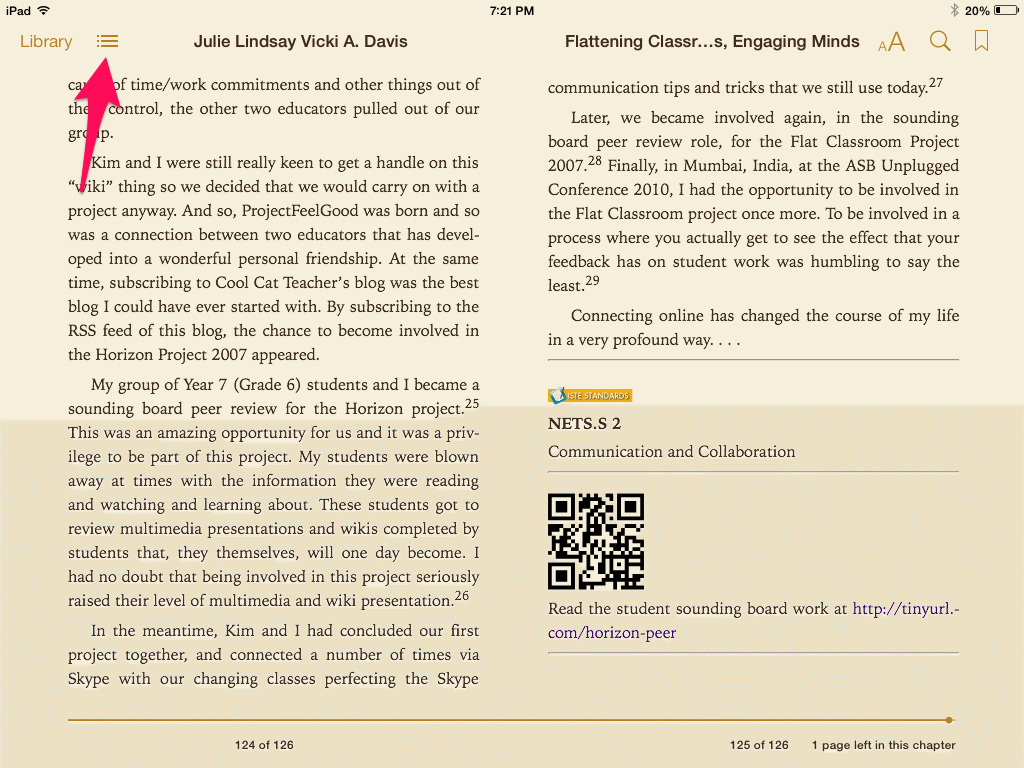 iPad 7:21 PM 20%
Library Julie Lindsay Vicki A. Davis Flattening Classr...s, Engaging Minds AA
of time/work commitments and other things out of
control, the other two educators pulled out of our
group.
Kim and I were still really keen to get a handle on this
“wiki” thing so we decided that we would carry on with a
project anyway. And so, ProjectFeelGood was born and so
was a connection between two educators that has devel-
oped into a wonderful personal friendship. At the same
time, subscribing to Cool Cat Teacher’s blog was the best
blog I could have ever started with. By subscribing to the
RSS feed of this blog, the chance to become involved in
the Horizon Project 2007 appeared.
My group of Year 7 (Grade 6) students and I became a
sounding board peer review for the Horizon project.25
This was an amazing opportunity for us and it was a priv-
ilege to be part of this project. My students were blown
away at times with the information they were reading
and watching and learning about. These students got to
review multimedia presentations and wikis completed by
students that, they themselves, will one day become. I
had no doubt that being involved in this project seriously
raised their level of multimedia and wiki presentation.26
In the meantime, Kim and I had concluded our first
project together, and connected a number of times via
Skype with our changing classes perfecting the Skype
communication tips and tricks that we still use today.27
Later, we became involved again, in the sounding
board peer review role, for the Flat Classroom Project
2007.28 Finally, in Mumbai, India, at the ASB Unplugged
Conference 2010, I had the opportunity to be involved in
the Flat Classroom project once more. To be involved in a
process where you actually get to see the effect that your
feedback has on student work was humbling to say the
least.29
Connecting online has changed the course of my life
in a very profound way. . . .
ISTE STANDARDS
NETS.S 2
Communication and Collaboration
Read the student sounding board work at http://tinyurl.-
com/horizon-peer
124 of 126 125 of 126 1 page left in this chapter